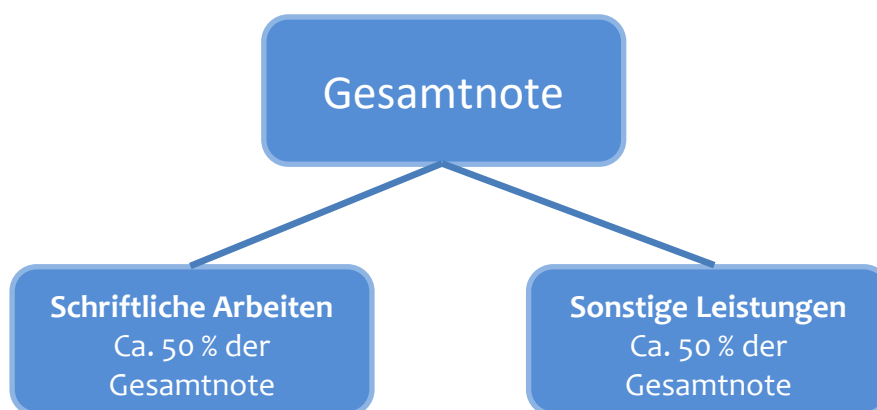 Gesamtnote
Schriftliche Arbeiten
Ca. 50 % der
Gesamtnote
Sonstige Leistungen
Ca. 50 % der
Gesamtnote